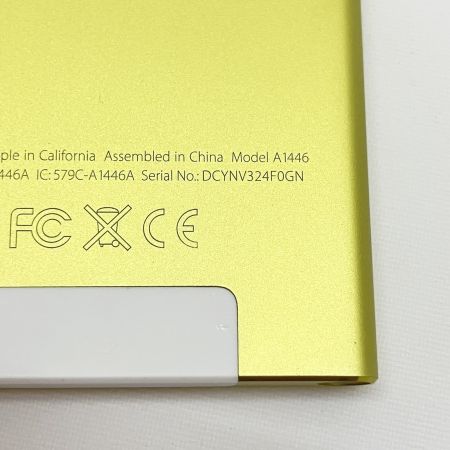 ple in California Assembled in China Model A1446
446A IC: 579C-A1446A Serial No.: DCYNV324F0GN
FC CE